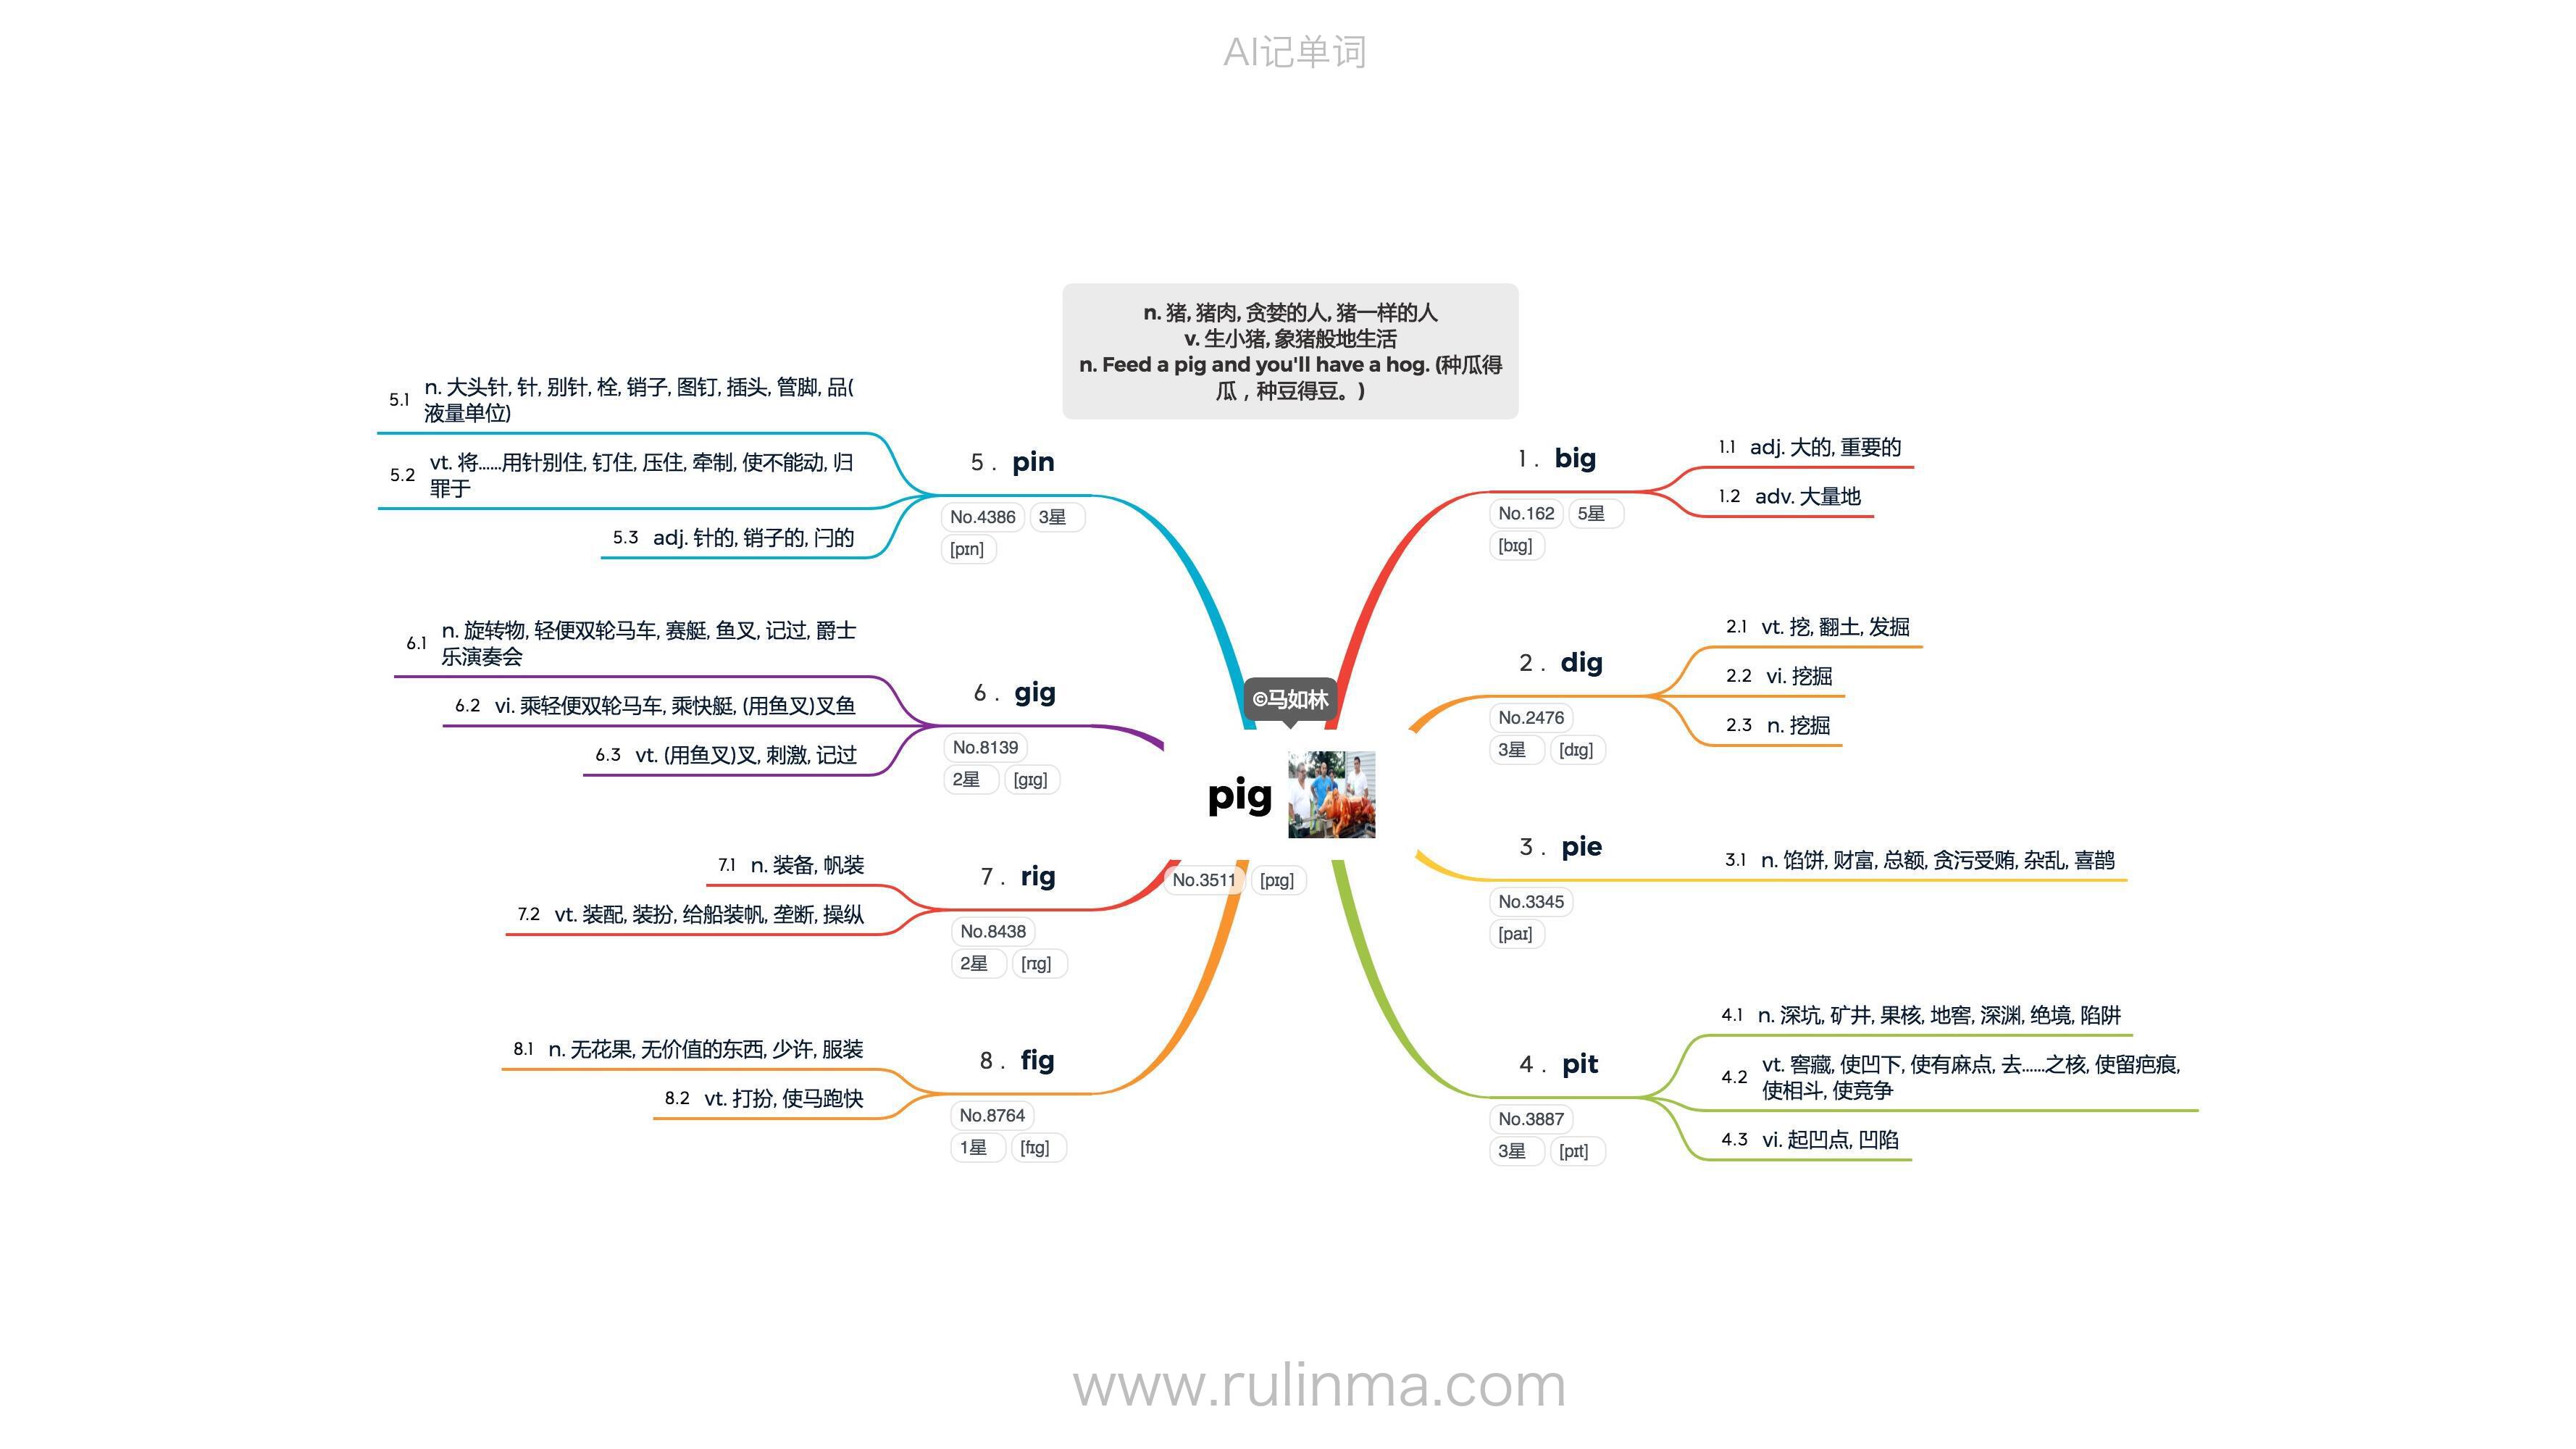 AI记单词
n. 猪, 猪肉, 贪婪的人, 猪一样的人
v. 生小猪, 象猪般地生活
n. Feed a pig and you'll have a hog. (种瓜得
瓜，种豆得豆。)
©马如林
pig
No.3511 [pɪg]
1 . big
No.162 5星
[bɪg]
1.1 adj. 大的, 重要的
1.2 adv. 大量地
2 . dig
No.2476
3星 [dɪg]
2.1 vt. 挖, 翻土, 发掘
2.2 vi. 挖掘
2.3 n. 挖掘
3 . pie
No.3345
[paɪ]
3.1 n. 馅饼, 财富, 总额, 贪污受贿, 杂乱, 喜鹊
4 . pit
No.3887
3星 [pɪt]
4.1 n. 深坑, 矿井, 果核, 地窖, 深渊, 绝境, 陷阱
4.2 vt. 窖藏, 使凹下, 使有麻点, 去......之核, 使留疤痕,
使相斗, 使竞争
4.3 vi. 起凹点, 凹陷
5 . pin
No.4386 3星
[pɪn]
5.1 n. 大头针, 针, 别针, 栓, 销子, 图钉, 插头, 管脚, 品(
液量单位)
5.2 vt. 将......用针别住, 钉住, 压住, 牵制, 使不能动, 归
罪于
5.3 adj. 针的, 销子的, 闩的
6 . gig
No.8139
2星 [gɪg]
6.1 n. 旋转物, 轻便双轮马车, 赛艇, 鱼叉, 记过, 爵士
乐演奏会
6.2 vi. 乘轻便双轮马车, 乘快艇, (用鱼叉)叉鱼
6.3 vt. (用鱼叉)叉, 刺激, 记过
7 . rig
No.8438
2星 [rɪg]
7.1 n. 装备, 帆装
7.2 vt. 装配, 装扮, 给船装帆, 垄断, 操纵
8 . fig
No.8764
1星 [fɪg]
8.1 n. 无花果, 无价值的东西, 少许, 服装
8.2 vt. 打扮, 使马跑快
www.rulinma.com